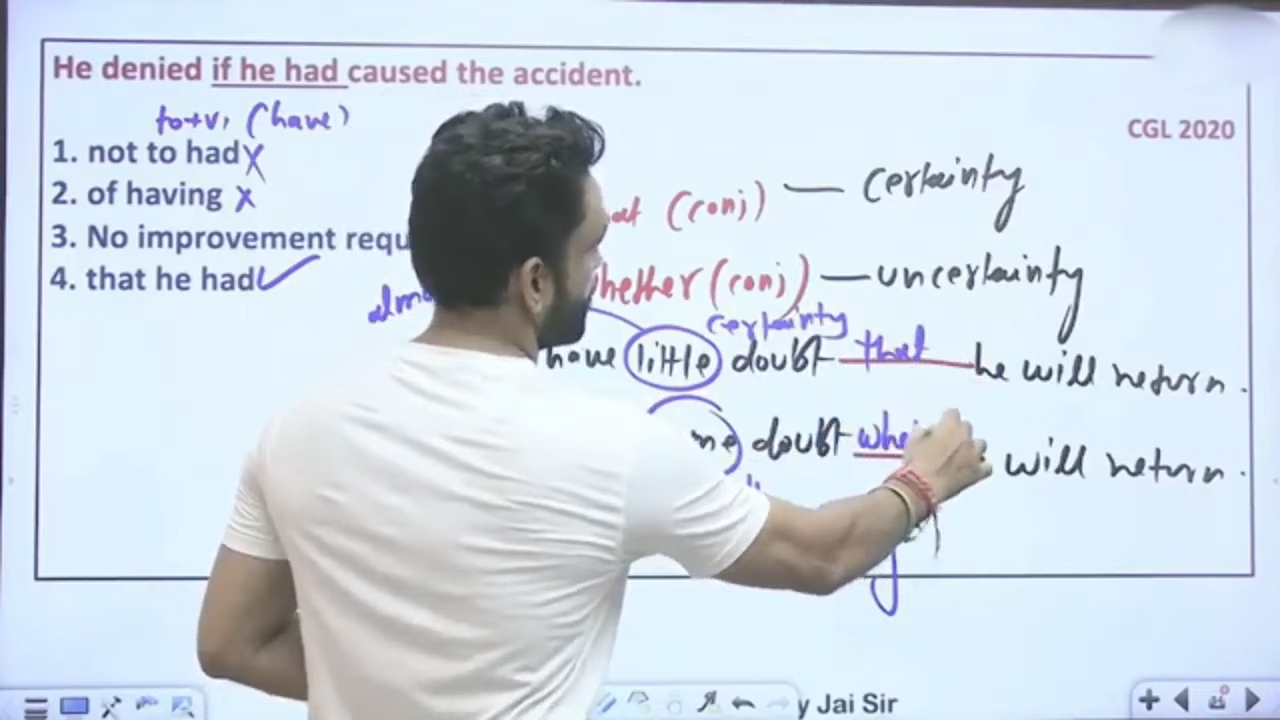 He denied if he had caused the accident.
to+V1 (have)
CGL 2020
1. not to had X
2. of having X
3. No improvement
4. that he had ✓
(conj) — certainty
(conj) — uncertainty
certainty
have little doubt that he will return.
doubt will return.
Jai Sir